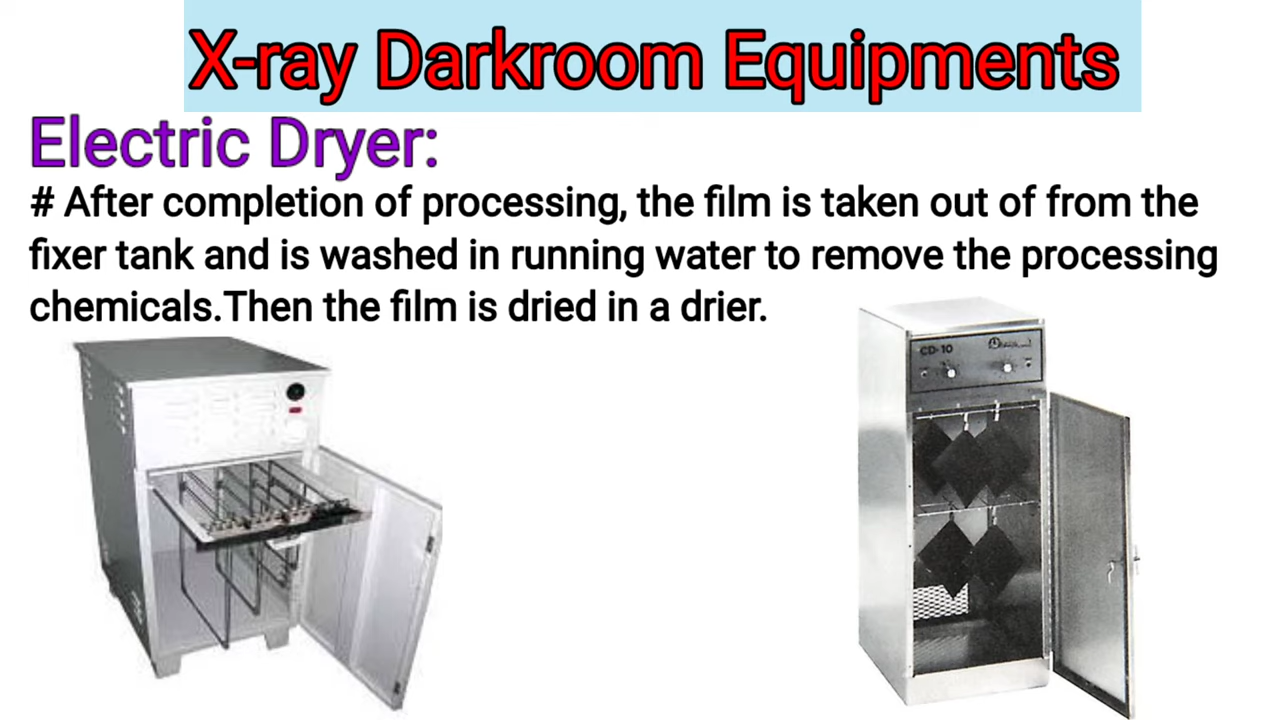 X-ray Darkroom Equipments
Electric Dryer:
# After completion of processing, the film is taken out of from the
fixer tank and is washed in running water to remove the processing
chemicals.Then the film is dried in a drier.
CD-10